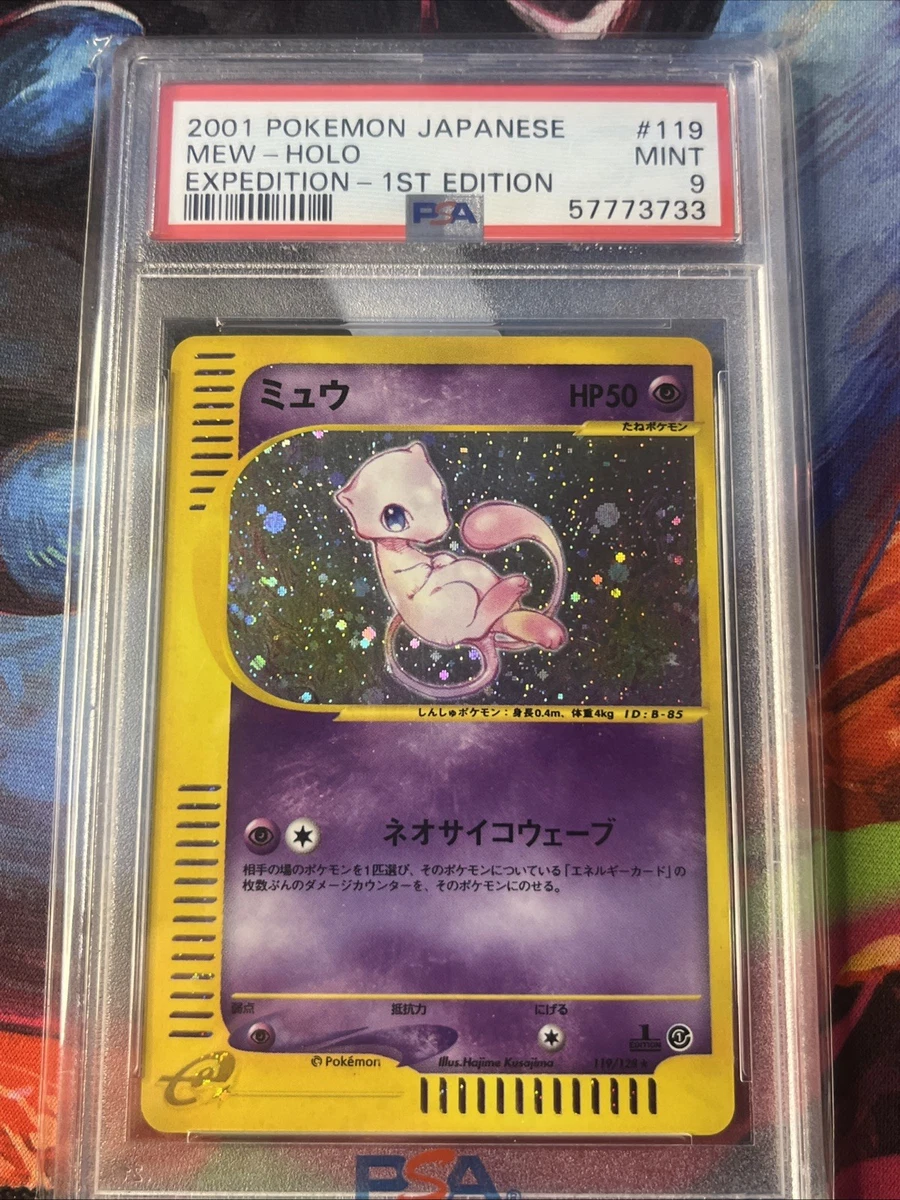 2001 POKEMON JAPANESE #119
MEW - HOLO MINT
EXPEDITION - 1ST EDITION 9
PSA 57773733
ミュウ HP50
たねポケモン
しんしゅポケモン：身長0.4m、体重4kg ID:B-85
ネオサイコウェーブ
相手の場のポケモンを1匹選び、そのポケモンについている「エネルギーカード」の
枚数ぶんのダメージカウンターを、そのポケモンにのせる。
弱点 抵抗力 にげる
1 EDITION
©Pokémon Illus.Hajime Kusajima 119/128 ★
e
PSA®